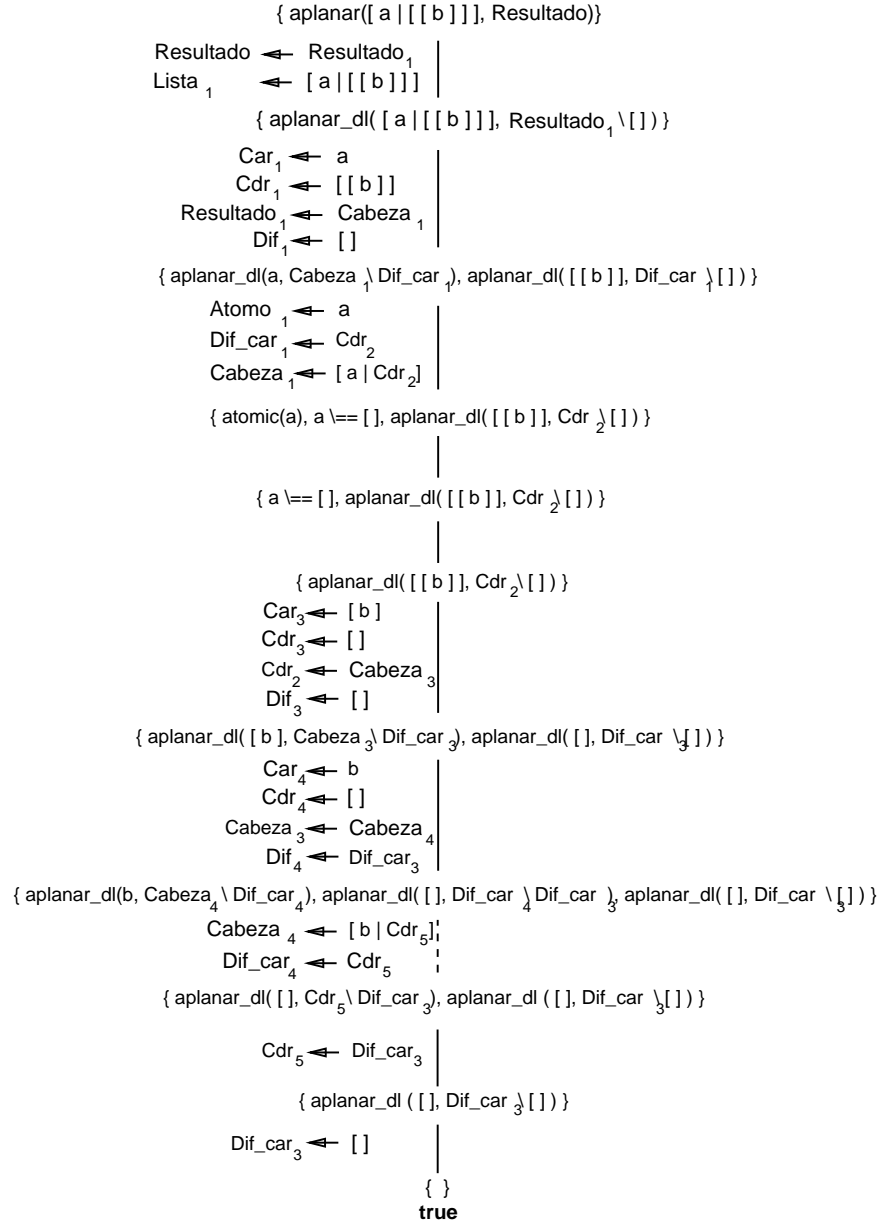 { aplanar([ a | [ [ b ] ] ], Resultado)}
Resultado ← Resultado1
Lista1 ← [ a | [ [ b ] ] ]
{ aplanar_dl( [ a | [ [ b ] ] ], Resultado1 \ [ ] ) }
Car1 ← a
Cdr1 ← [ [ b ] ]
Resultado1 ← Cabeza1
Dif1 ← [ ]
{ aplanar_dl(a, Cabeza1 \ Dif_car1), aplanar_dl( [ [ b ] ], Dif_car1 \ [ ] ) }
Atomo1 ← a
Dif_car1 ← Cdr2
Cabeza1 ← [ a | Cdr2]
{ atomic(a), a \== [ ], aplanar_dl( [ [ b ] ], Cdr2 \ [ ] ) }
{ a \== [ ], aplanar_dl( [ [ b ] ], Cdr2 \ [ ] ) }
{ aplanar_dl( [ [ b ] ], Cdr2 \ [ ] ) }
Car3 ← [ b ]
Cdr3 ← [ ]
Cdr2 ← Cabeza3
Dif3 ← [ ]
{ aplanar_dl( [ b ], Cabeza3 \ Dif_car3), aplanar_dl( [ ], Dif_car3 \ [ ] ) }
Car4 ← b
Cdr4 ← [ ]
Cabeza3 ← Cabeza4
Dif4 ← Dif_car3
{ aplanar_dl(b, Cabeza4 \ Dif_car4), aplanar_dl( [ ], Dif_car4 \ Dif_car3), aplanar_dl( [ ], Dif_car3 \ [ ] ) }
Cabeza4 ← [ b | Cdr5]
Dif_car4 ← Cdr5
{ aplanar_dl( [ ], Cdr5 \ Dif_car3), aplanar_dl ( [ ], Dif_car3 \ [ ] ) }
Cdr5 ← Dif_car3
{ aplanar_dl ( [ ], Dif_car3 \ [ ] ) }
Dif_car3 ← [ ]
{ }
true